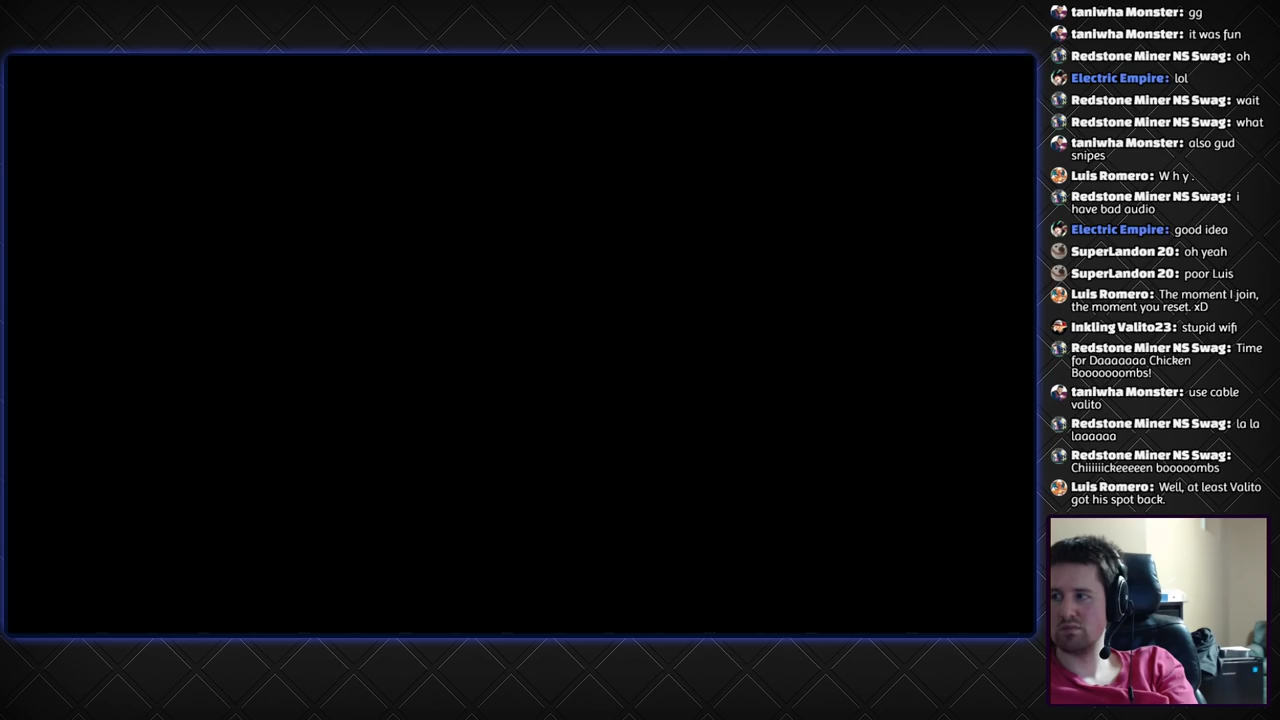 taniwha Monster: gg
taniwha Monster: it was fun
Redstone Miner NS Swag: oh
Electric Empire: lol
Redstone Miner NS Swag: wait
Redstone Miner NS Swag: what
taniwha Monster: also gud
snipes
Luis Romero: W h y .
Redstone Miner NS Swag: i
have bad audio
Electric Empire: good idea
SuperLandon 20: oh yeah
SuperLandon 20: poor Luis
Luis Romero: The moment I join,
the moment you reset. xD
Inkling Valito23: stupid wifi
Redstone Miner NS Swag: Time
for Daaaaaaa Chicken
Booooooombs!
taniwha Monster: use cable
valito
Redstone Miner NS Swag: la la
laaaaaa
Redstone Miner NS Swag:
Chiiiiiickeeeeen booooombs
Luis Romero: Well, at least Valito
got his spot back.